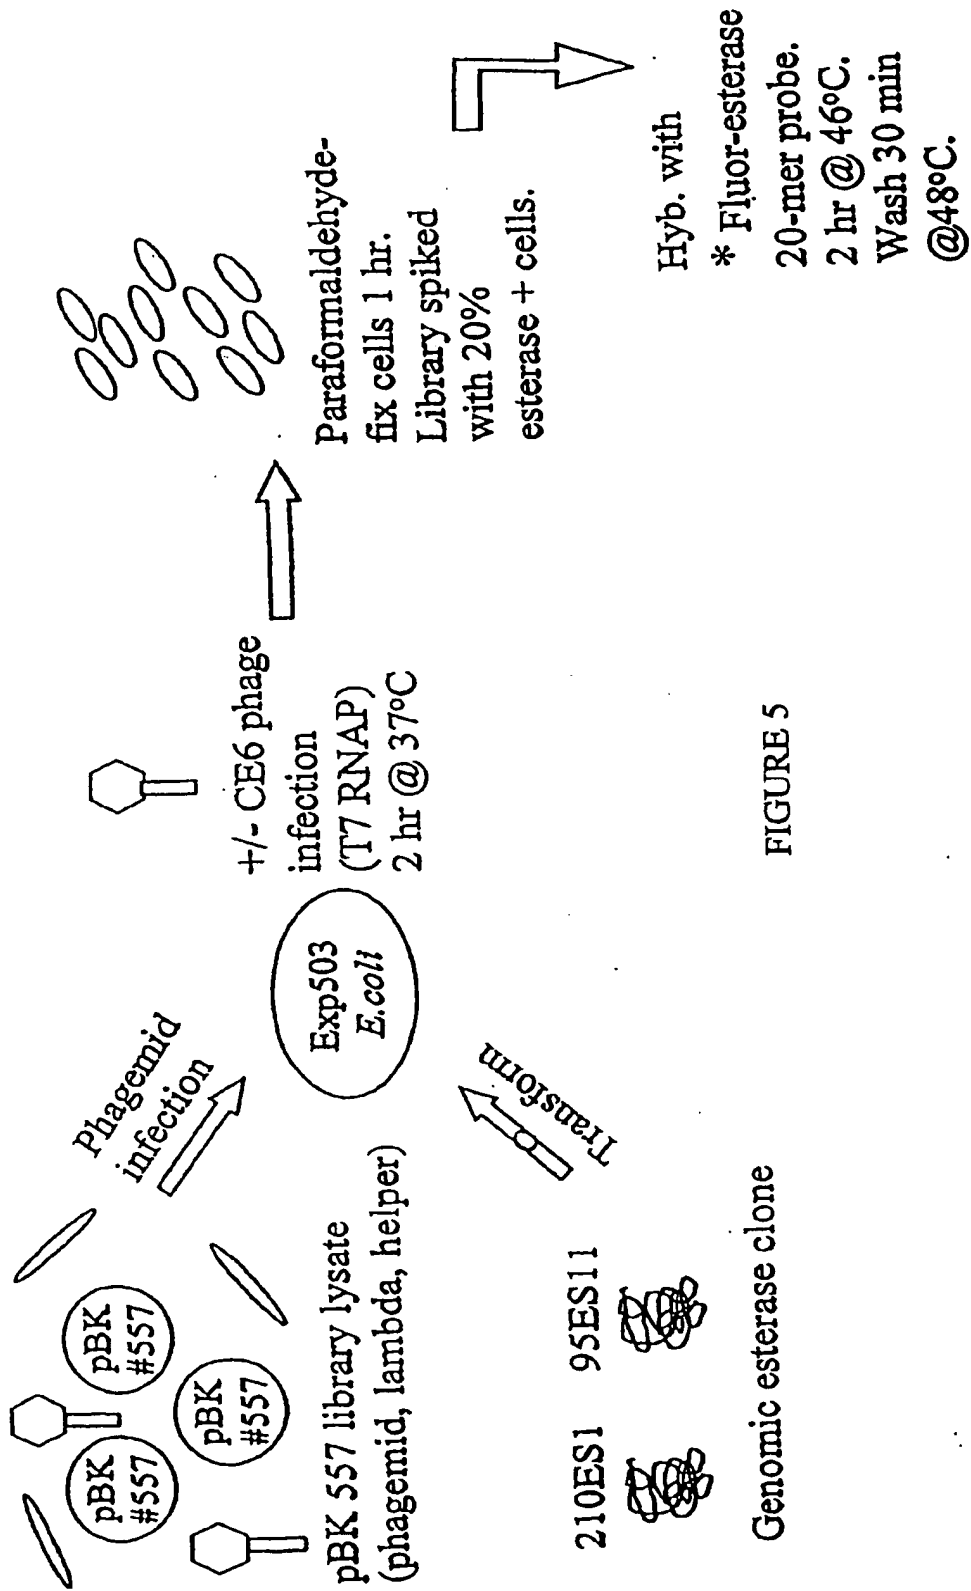 pBK
#557
pBK
#557
pBK
#557
pBK 557 library lysate
(phagemid, lambda, helper)
Phagemid
infection
210ES1
95ES11
Genomic esterase clone
Transform
Exp503
E.coli
+/- CE6 phage
infection
(T7 RNAP)
2 hr @ 37°C
Paraformaldehyde-
fix cells 1 hr.
Library spiked
with 20%
esterase + cells.
Hyb. with
* Fluor-esterase
20-mer probe.
2 hr @ 46°C.
Wash 30 min
@48°C.
FIGURE 5